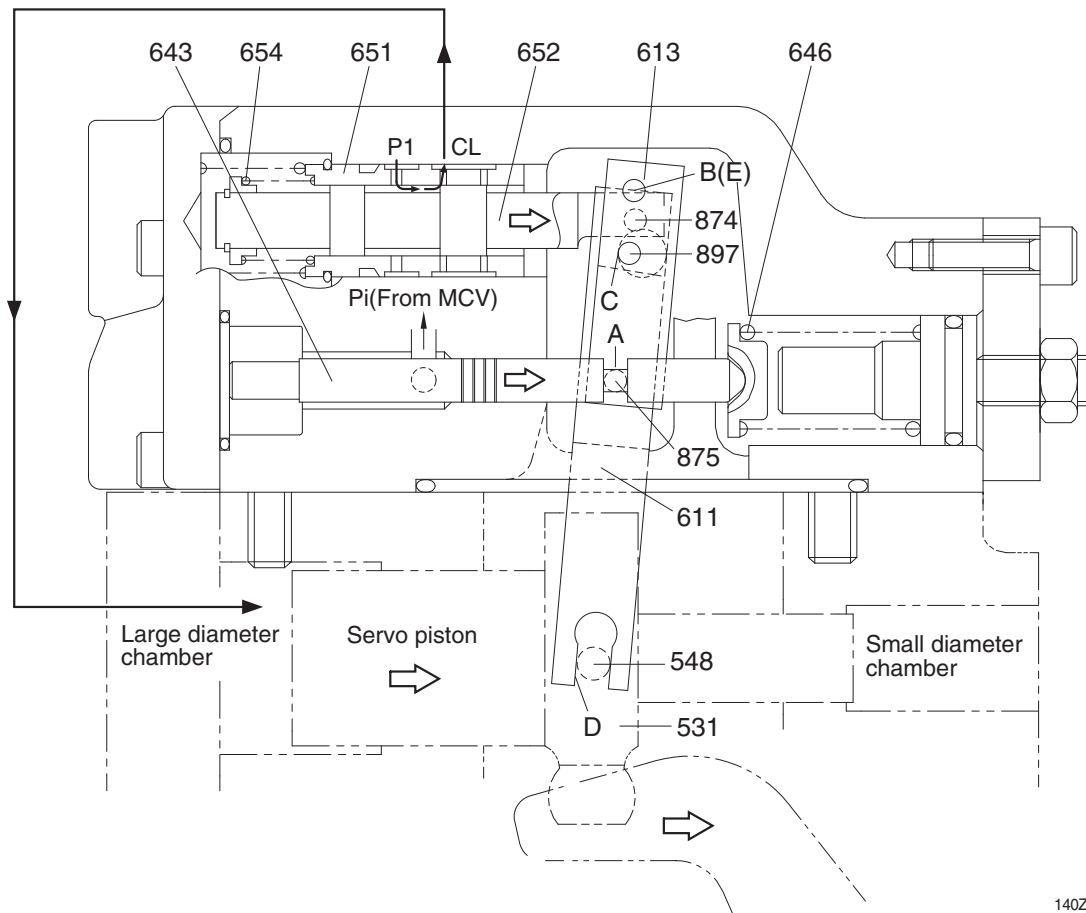 643
654
651
652
613
646
P1
CL
B(E)
874
897
C
Pi(From MCV)
A
875
611
Large diameter
chamber
Servo piston
Small diameter
chamber
548
D
531
140Z